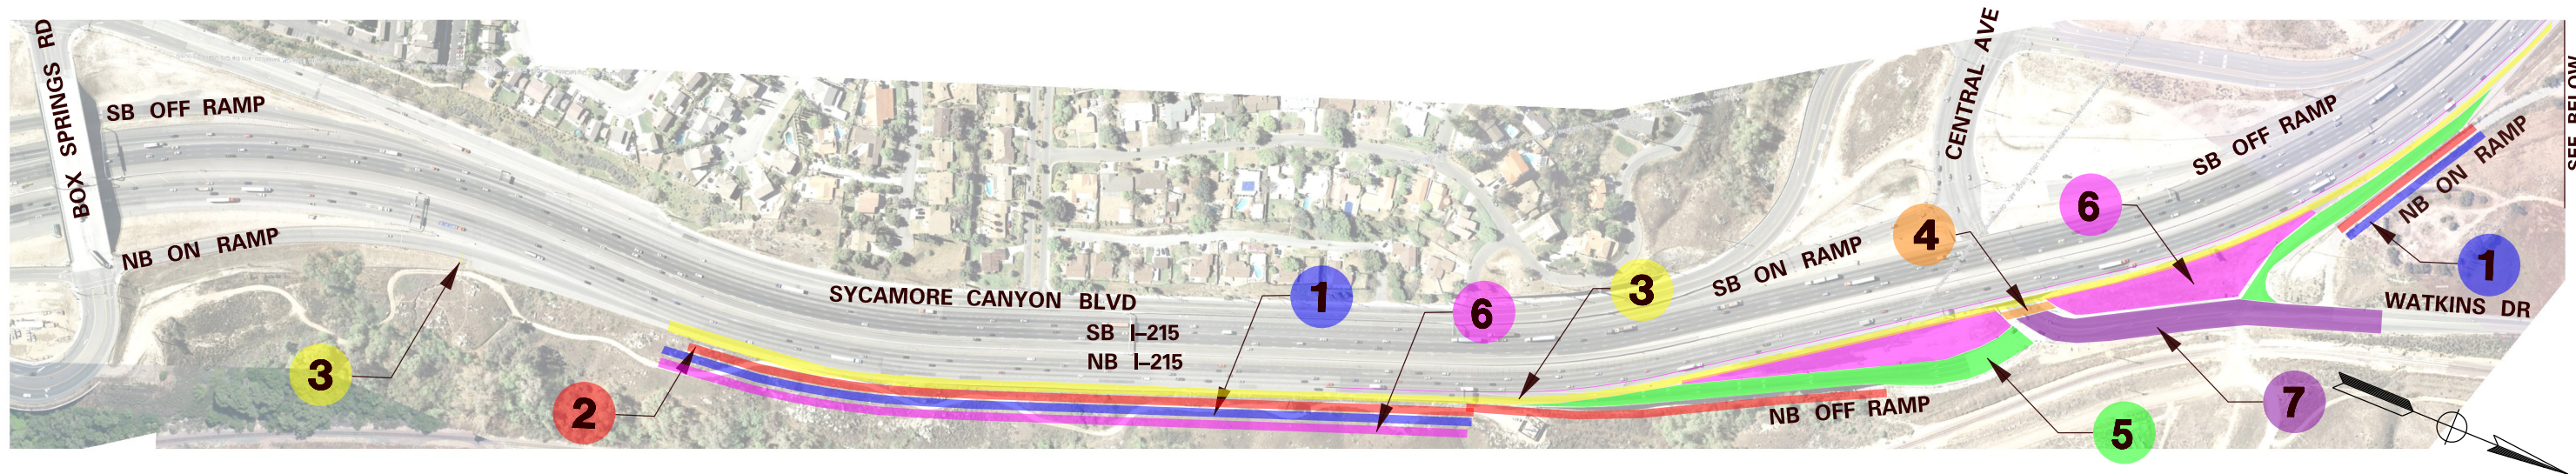 BOX SPRINGS RD
SB OFF RAMP
NB ON RAMP
3
2
SYCAMORE CANYON BLVD
SB I-215
NB I-215
1
6
3
SB ON RAMP
CENTRAL AVE
4
6
SB OFF RAMP
NB ON RAMP
1
WATKINS DR
NB OFF RAMP
5
7
SEE BELOW